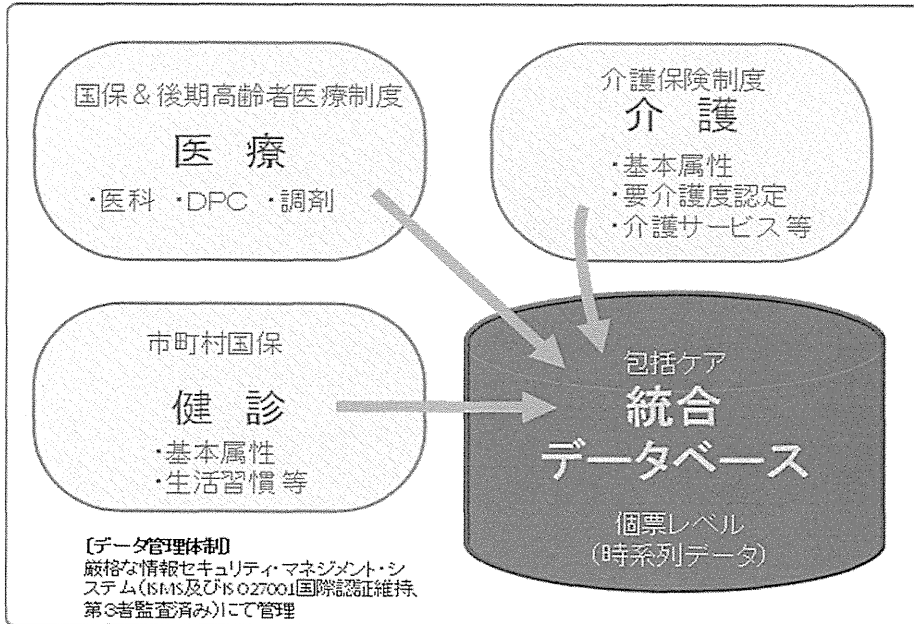 国保&後期高齢者医療制度
医 療
・医科 ・DPC ・調剤
介護保険制度
介 護
・基本属性
・要介護度認定
・介護サービス等
市町村国保
健 診
・基本属性
・生活習慣等
包括ケア
統合
データベース
個票レベル
(時系列データ)
〔データ管理体制〕
厳格な情報セキュリティ・マネジメント・シ
ステム(ISMS及びISO27001国際認証維持、
第3者監査済み)にて管理